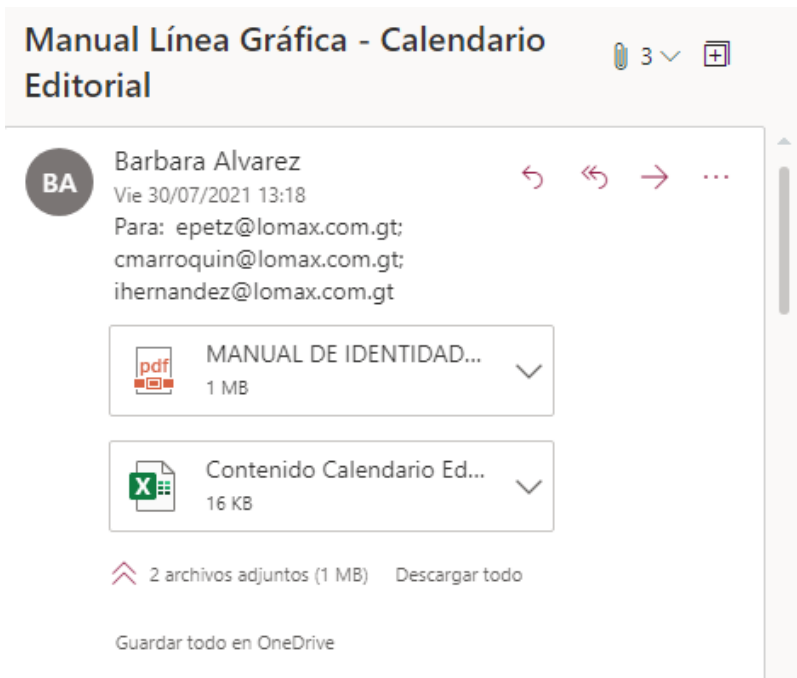 Manual Línea Gráfica - Calendario
Editorial
3
BA
Barbara Alvarez
Vie 30/07/2021 13:18
Para: epetz@lomax.com.gt;
cmarroquin@lomax.com.gt;
ihernandez@lomax.com.gt
pdf
MANUAL DE IDENTIDAD...
1 MB
X
Contenido Calendario Ed...
16 KB
2 archivos adjuntos (1 MB) Descargar todo
Guardar todo en OneDrive